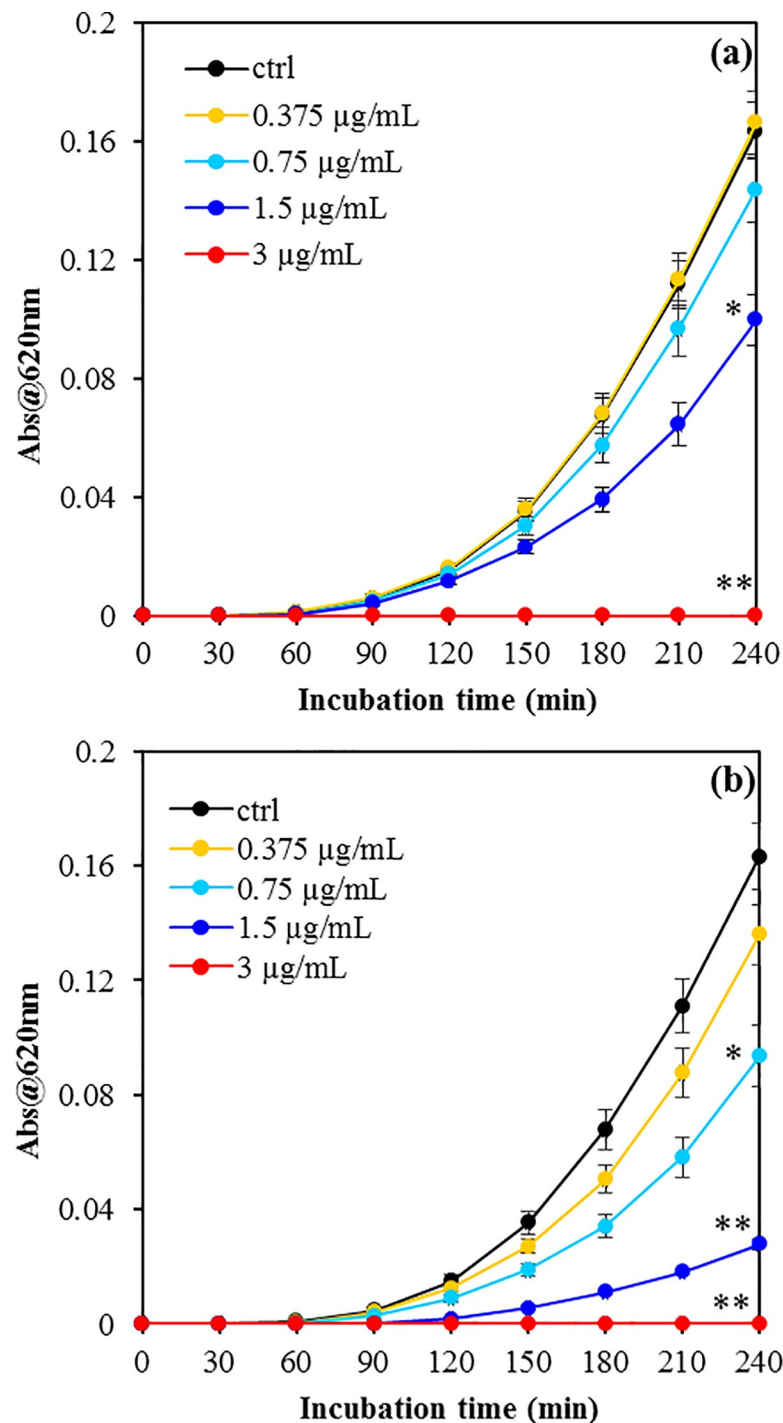 0.2
(a)
ctrl
0.375 µg/mL
0.75 µg/mL
1.5 µg/mL
3 µg/mL
0.16
0.12
0.08
0.04
0
*
**
Abs@620nm
0 30 60 90 120 150 180 210 240
Incubation time (min)
0.2
(b)
ctrl
0.375 µg/mL
0.75 µg/mL
1.5 µg/mL
3 µg/mL
0.16
0.12
0.08
0.04
0
*
**
**
Abs@620nm
0 30 60 90 120 150 180 210 240
Incubation time (min)